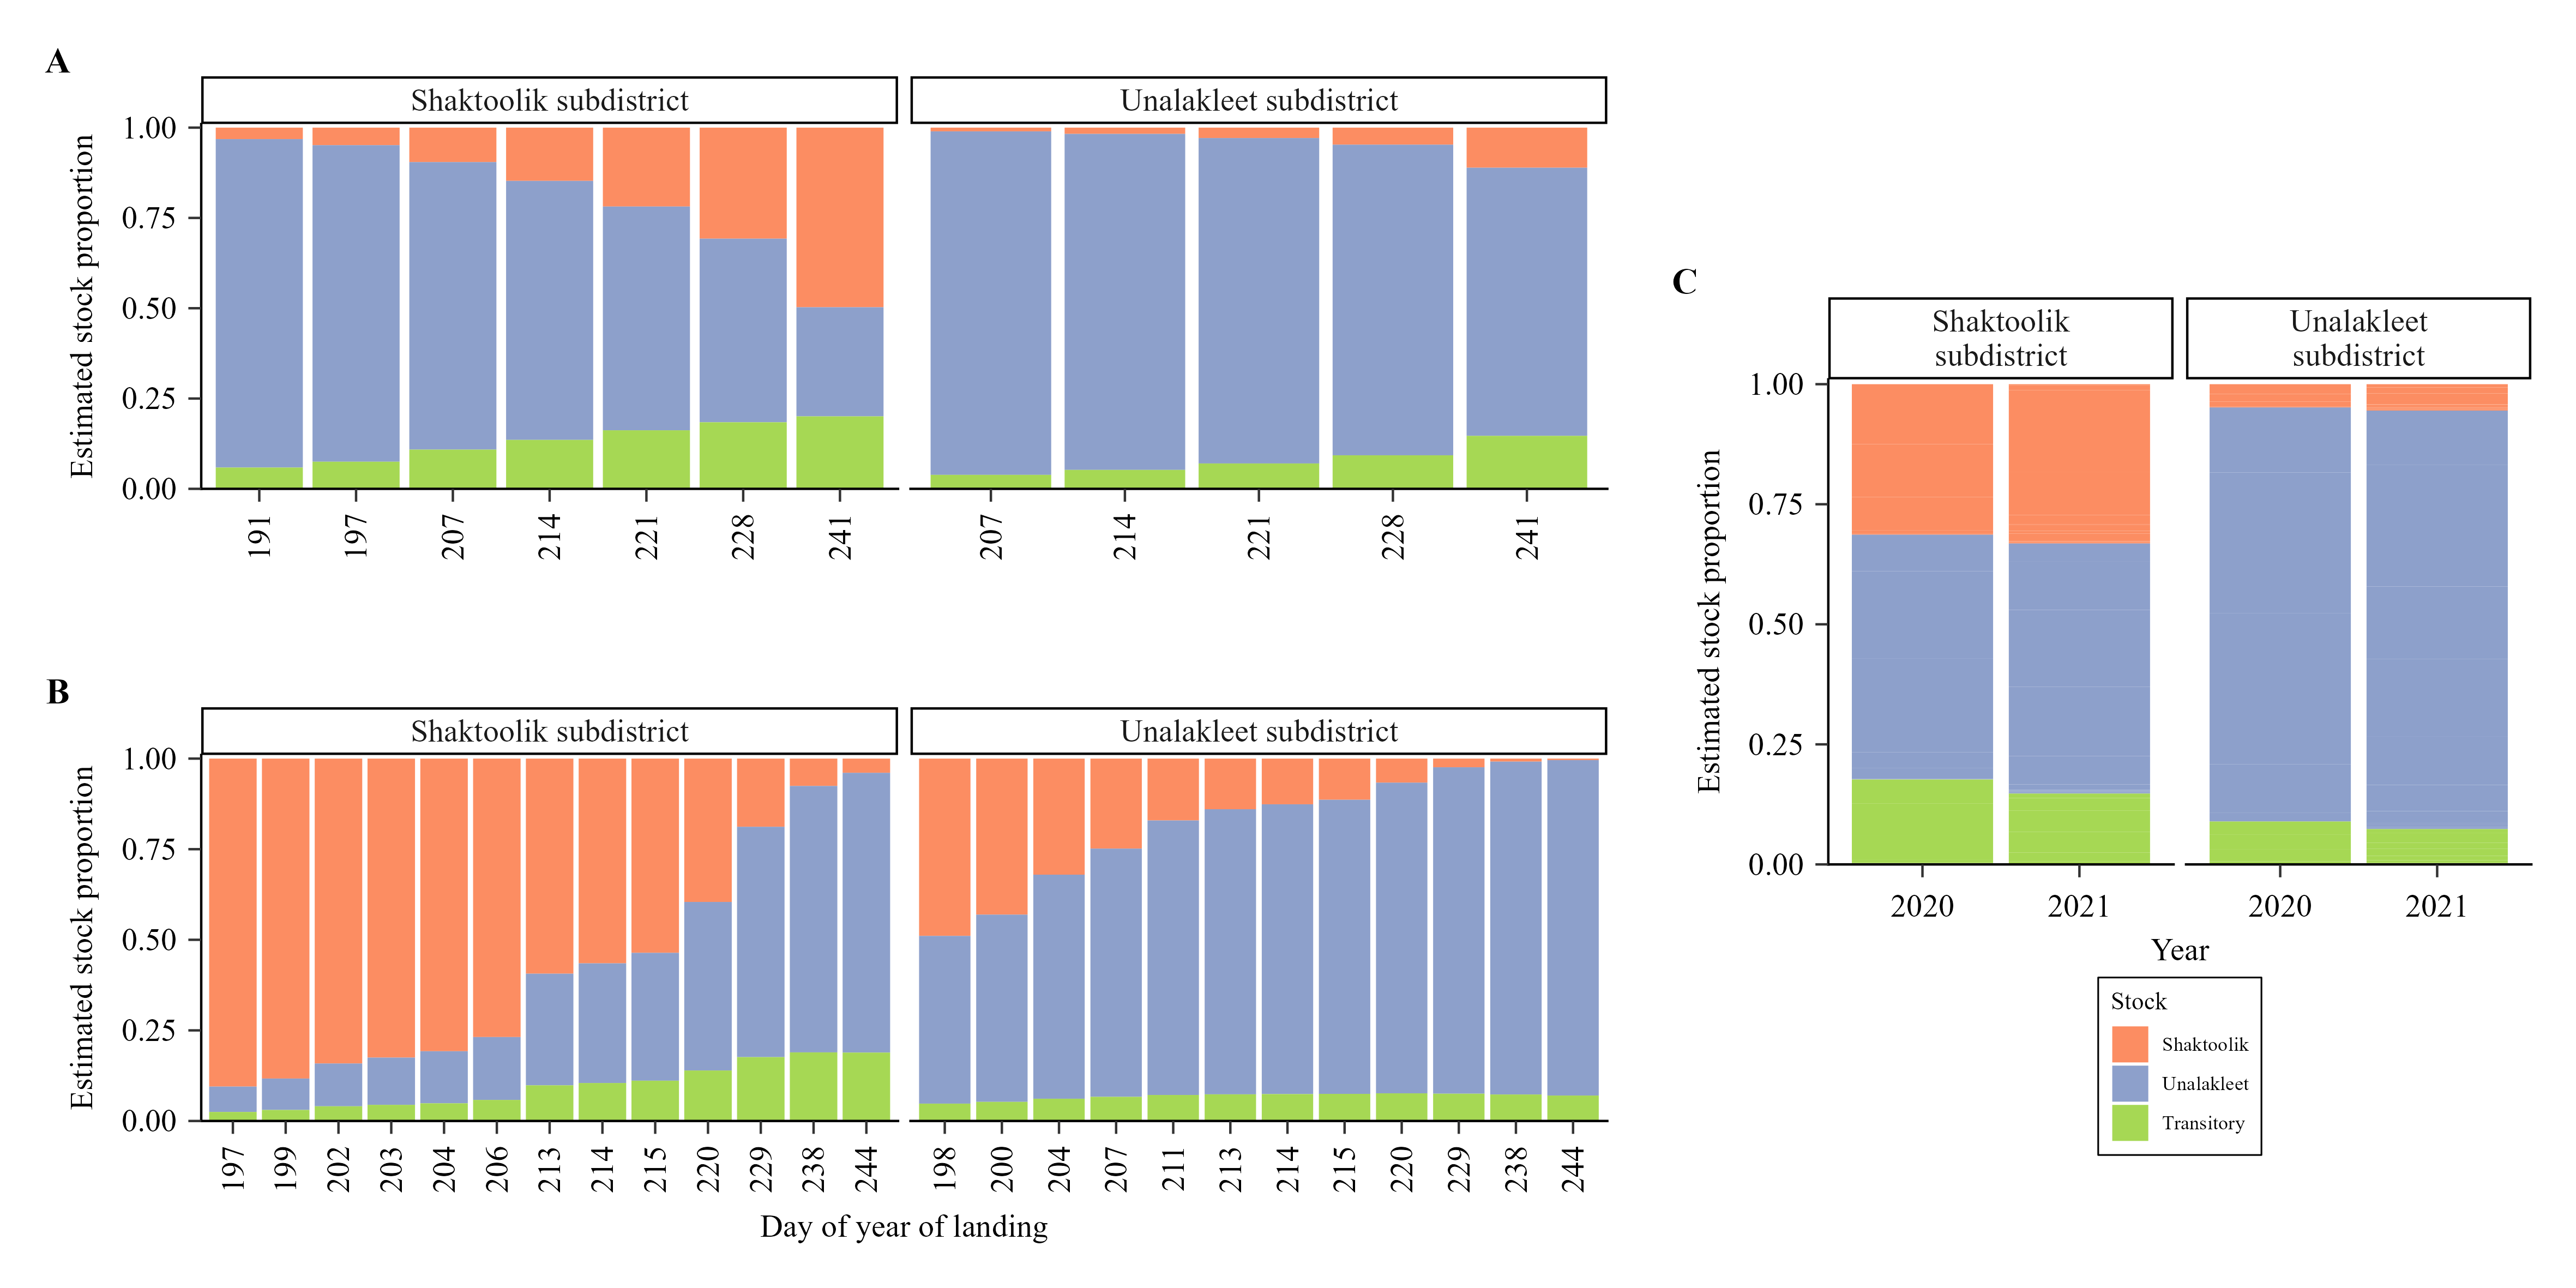 A
Shaktoolik subdistrict
Unalakleet subdistrict
Estimated stock proportion
1.00
0.75
0.50
0.25
0.00
191 197 207 214 221 228 241
207 214 221 228 241
B
Shaktoolik subdistrict
Unalakleet subdistrict
Estimated stock proportion
1.00
0.75
0.50
0.25
0.00
197 199 202 203 204 206 213 214 215 220 229 238 244
198 200 204 207 211 213 214 215 220 229 238 244
Day of year of landing
C
Shaktoolik
subdistrict
Unalakleet
subdistrict
Estimated stock proportion
1.00
0.75
0.50
0.25
0.00
2020 2021
2020 2021
Year
Stock
Shaktoolik
Unalakleet
Transitory